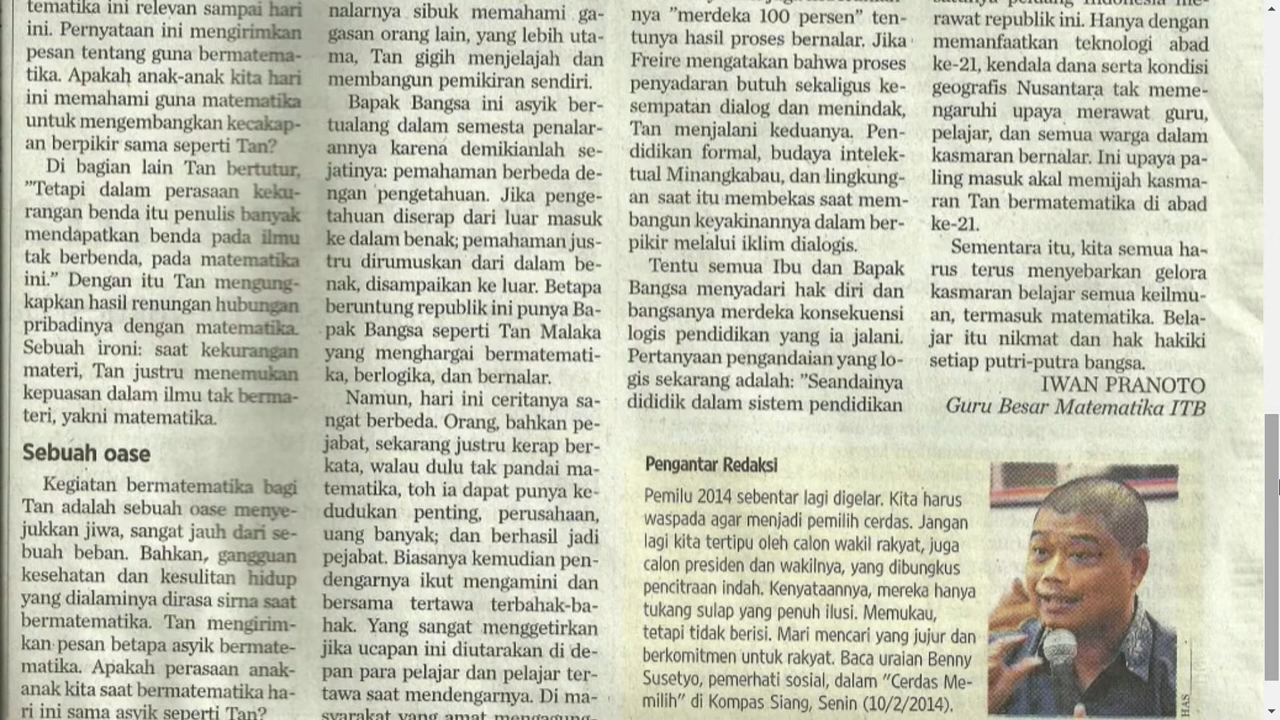 tematika ini relevan sampai hari
ini. Pernyataan ini mengirimkan
pesan tentang guna bermatema-
tika. Apakah anak-anak kita hari
ini memahami guna matematika
untuk mengembangkan kecakap-
an berpikir sama seperti Tan?
Di bagian lain Tan bertutur,
”Tetapi dalam perasaan keku-
rangan benda itu penulis banyak
mendapatkan benda pada ilmu
tak berbenda, pada matematika
ini.” Dengan itu Tan mengung-
kapkan hasil renungan hubungan
pribadinya dengan matematika.
Sebuah ironi: saat kekurangan
materi, Tan justru menemukan
kepuasan dalam ilmu tak berma-
teri, yakni matematika.
Sebuah oase
Kegiatan bermatematika bagi
Tan adalah sebuah oase menye-
jukkan jiwa, sangat jauh dari se-
buah beban. Bahkan, gangguan
kesehatan dan kesulitan hidup
yang dialaminya dirasa sirna saat
bermatematika. Tan mengirim-
kan pesan betapa asyik bermate-
matika. Apakah perasaan anak-
anak kita saat bermatematika ha-
ri ini sama asyik seperti Tan?
nalarnya sibuk memahami ga-
gasan orang lain, yang lebih uta-
ma, Tan gigih menjelajah dan
membangun pemikiran sendiri.
Bapak Bangsa ini asyik ber-
tualang dalam semesta penalar-
annya karena demikianlah se-
jatinya: pemahaman berbeda de-
ngan pengetahuan. Jika penge-
tahuan diserap dari luar masuk
ke dalam benak; pemahaman jus-
tru dirumuskan dari dalam be-
nak, disampaikan ke luar. Betapa
beruntung republik ini punya Ba-
pak Bangsa seperti Tan Malaka
yang menghargai bermatemati-
ka, berlogika, dan bernalar.
Namun, hari ini ceritanya sa-
ngat berbeda. Orang, bahkan pe-
jabat, sekarang justru kerap ber-
kata, walau dulu tak pandai ma-
tematika, toh ia dapat punya ke-
dudukan penting, perusahaan,
uang banyak; dan berhasil jadi
pejabat. Biasanya kemudian pen-
dengarnya ikut mengamini dan
bersama tertawa terbahak-ba-
hak. Yang sangat menggetirkan
jika ucapan ini diutarakan di de-
pan para pelajar dan pelajar ter-
tawa saat mendengarnya. Di ma-
syarakat yang amat mengagung-
nya ”merdeka 100 persen” ten-
tunya hasil proses bernalar. Jika
Freire mengatakan bahwa proses
penyadaran butuh sekaligus ke-
sempatan dialog dan menindak,
Tan menjalani keduanya. Pen-
didikan formal, budaya intelek-
tual Minangkabau, dan lingkung-
an saat itu membekas saat mem-
bangun keyakinannya dalam ber-
pikir melalui iklim dialogis.
Tentu semua Ibu dan Bapak
Bangsa menyadari hak diri dan
bangsanya merdeka konsekuensi
logis pendidikan yang ia jalani.
Pertanyaan pengandaian yang lo-
gis sekarang adalah: ”Seandainya
dididik dalam sistem pendidikan
rawat republik ini. Hanya dengan
memanfaatkan teknologi abad
ke-21, kendala dana serta kondisi
geografis Nusantara tak meme-
ngaruhi upaya merawat guru,
pelajar, dan semua warga dalam
kasmaran bernalar. Ini upaya pa-
ling masuk akal memijah kasma-
ran Tan bermatematika di abad
ke-21.
Sementara itu, kita semua ha-
rus terus menyebarkan gelora
kasmaran belajar semua keilmu-
an, termasuk matematika. Bela-
jar itu nikmat dan hak hakiki
setiap putri-putra bangsa.
IWAN PRANOTO
Guru Besar Matematika ITB
Pengantar Redaksi
Pemilu 2014 sebentar lagi digelar. Kita harus
waspada agar menjadi pemilih cerdas. Jangan
lagi kita tertipu oleh calon wakil rakyat, juga
calon presiden dan wakilnya, yang dibungkus
pencitraan indah. Kenyataannya, mereka hanya
tukang sulap yang penuh ilusi. Memukau,
tetapi tidak berisi. Mari mencari yang jujur dan
berkomitmen untuk rakyat. Baca uraian Benny
Susetyo, pemerhati sosial, dalam ”Cerdas Me-
milih” di Kompas Siang, Senin (10/2/2014).